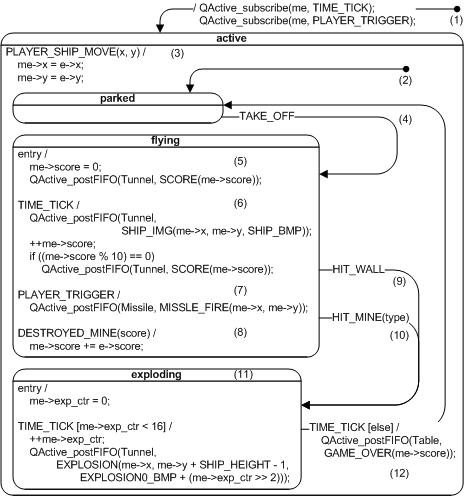 / QActive_subscribe(me, TIME_TICK);
QActive_subscribe(me, PLAYER_TRIGGER);
(1)
active
PLAYER_SHIP_MOVE(x, y) /
(3)
me->x = e->x;
me->y = e->y;
(2)
parked
TAKE_OFF
(4)
flying
entry /
(5)
me->score = 0;
QActive_postFIFO(Tunnel, SCORE(me->score));
TIME_TICK /
(6)
QActive_postFIFO(Tunnel,
SHIP_IMG(me->x, me->y, SHIP_BMP));
++me->score;
if ((me->score % 10) == 0)
QActive_postFIFO(Tunnel, SCORE(me->score));
HIT_WALL
(9)
PLAYER_TRIGGER /
(7)
QActive_postFIFO(Missile, MISSLE_FIRE(me->x, me->y));
HIT_MINE(type)
(10)
DESTROYED_MINE(score) /
(8)
me->score += e->score;
exploding
(11)
entry /
me->exp_ctr = 0;
TIME_TICK [me->exp_ctr < 16] /
++me->exp_ctr;
QActive_postFIFO(Tunnel,
EXPLOSION(me->x, me->y + SHIP_HEIGHT - 1,
EXPLOSION0_BMP + (me->exp_ctr >> 2)));
TIME_TICK [else] /
QActive_postFIFO(Table,
GAME_OVER(me->score));
(12)